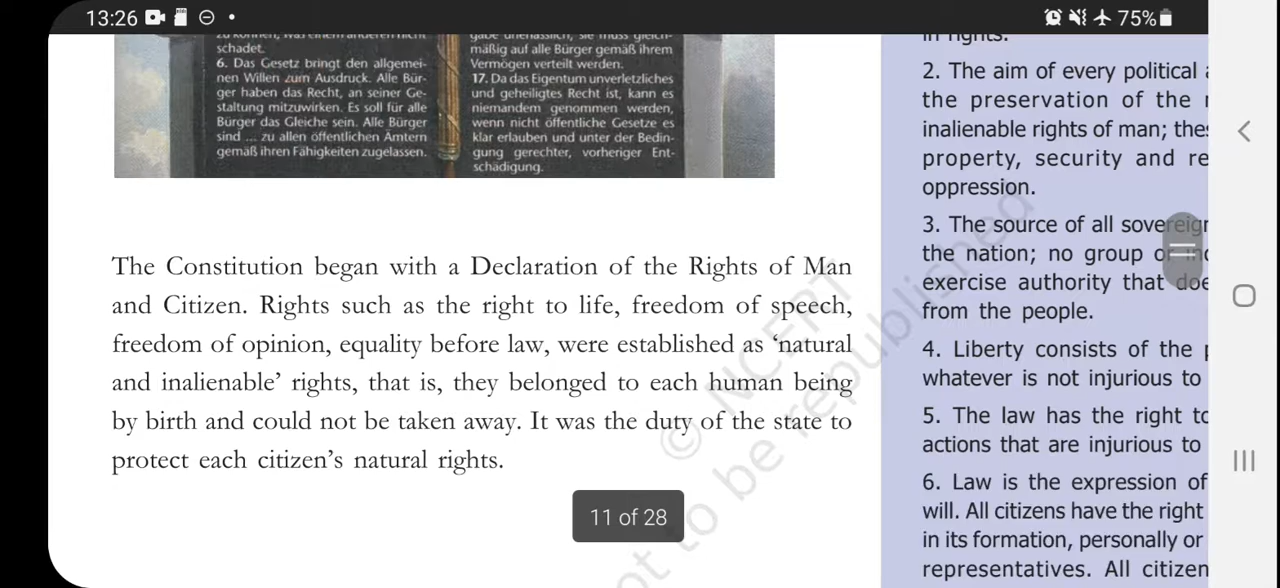 13:26
75%
schadet.
6. Das Gesetz bringt den allgemei-
nen Willen zum Ausdruck. Alle Bür-
ger haben das Recht, an seiner Ge-
staltung mitzuwirken. Es soll für alle
Bürger das Gleiche sein. Alle Bürger
sind ... zu allen öffentlichen Ämtern
gemäß ihren Fähigkeiten zugelassen.
gabe unerlässlich, sie muss gleich-
mäßig auf alle Bürger gemäß ihrem
Vermögen verteilt werden.
17. Da das Eigentum unverletzliches
und geheiligtes Recht ist, kann es
niemandem genommen werden,
wenn nicht öffentliche Gesetze es
klar erlauben und unter der Bedin-
gung gerechter, vorheriger Ent-
schädigung.
The Constitution began with a Declaration of the Rights of Man
and Citizen. Rights such as the right to life, freedom of speech,
freedom of opinion, equality before law, were established as ‘natural
and inalienable’ rights, that is, they belonged to each human being
by birth and could not be taken away. It was the duty of the state to
protect each citizen’s natural rights.
11 of 28
in rights.
2. The aim of every political
the preservation of the
inalienable rights of man;
property, security and
oppression.
3. The source of all
the nation; no group
exercise authority that
from the people.
4. Liberty consists of the
whatever is not injurious to
5. The law has the right
actions that are injurious to
6. Law is the expression of
will. All citizens have the right
in its formation, personally or
representatives. All
© NCERT
not to be republished